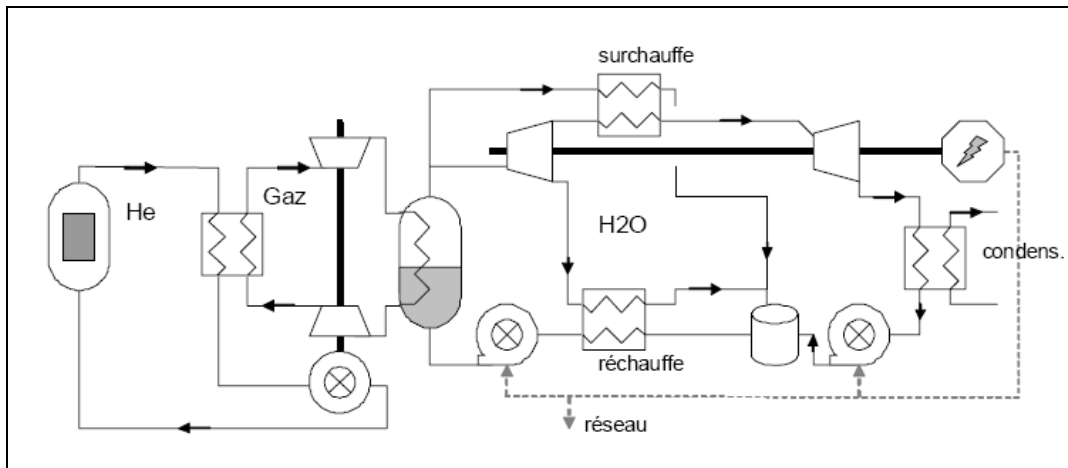 surchauffe
He
Gaz
H2O
condens.
réchauffe
réseau